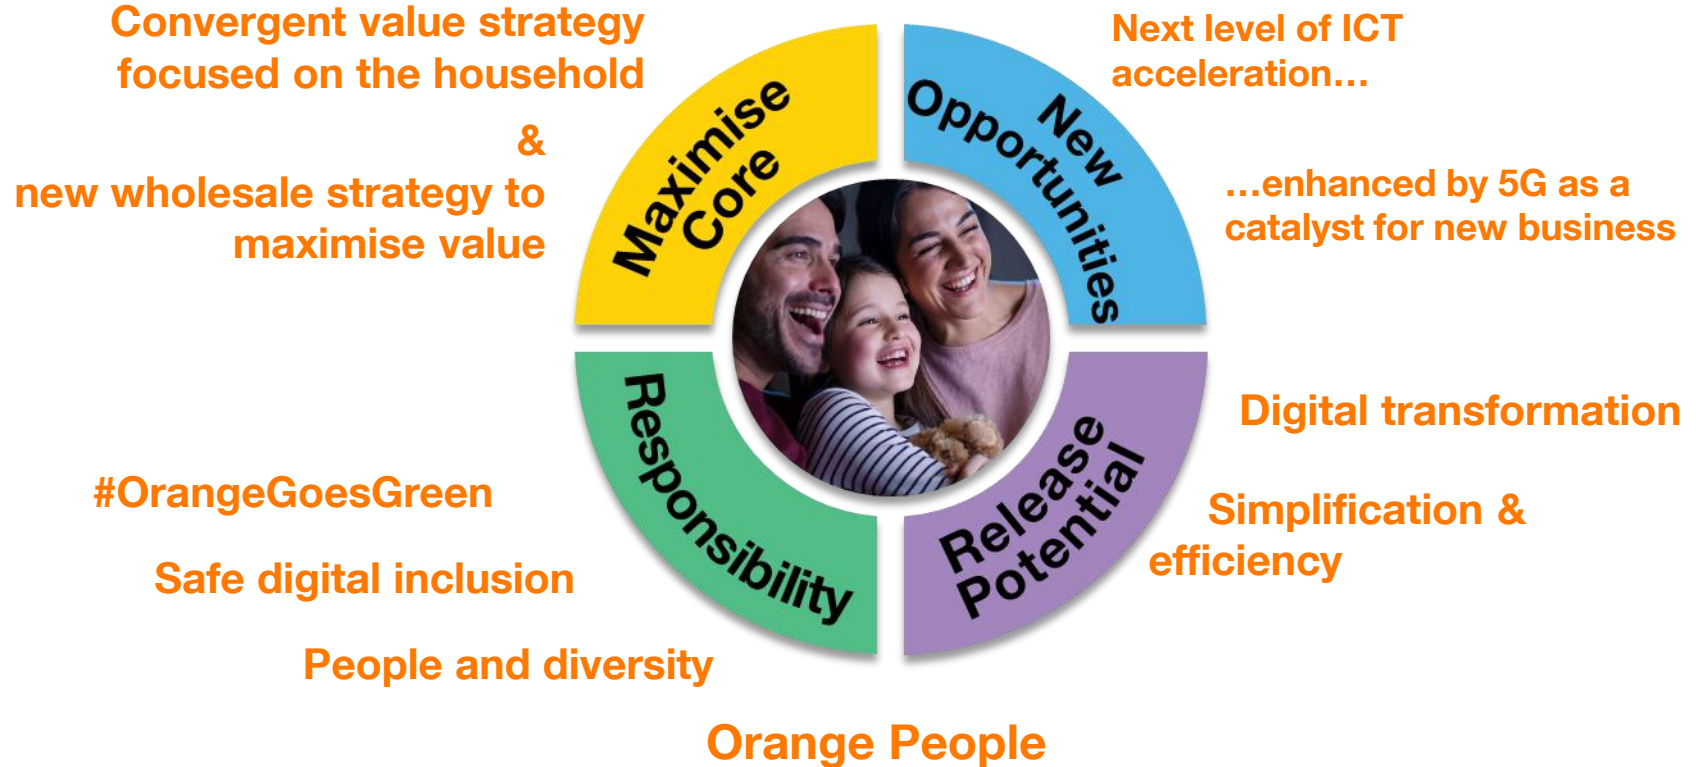 Convergent value strategy
focused on the household
&
new wholesale strategy to
maximise value
Maximise
Core
New
Opportunities
Next level of ICT
acceleration…
…enhanced by 5G as a
catalyst for new business
Responsibility
#OrangeGoesGreen
Safe digital inclusion
People and diversity
Release
Potential
Digital transformation
Simplification &
efficiency
Orange People